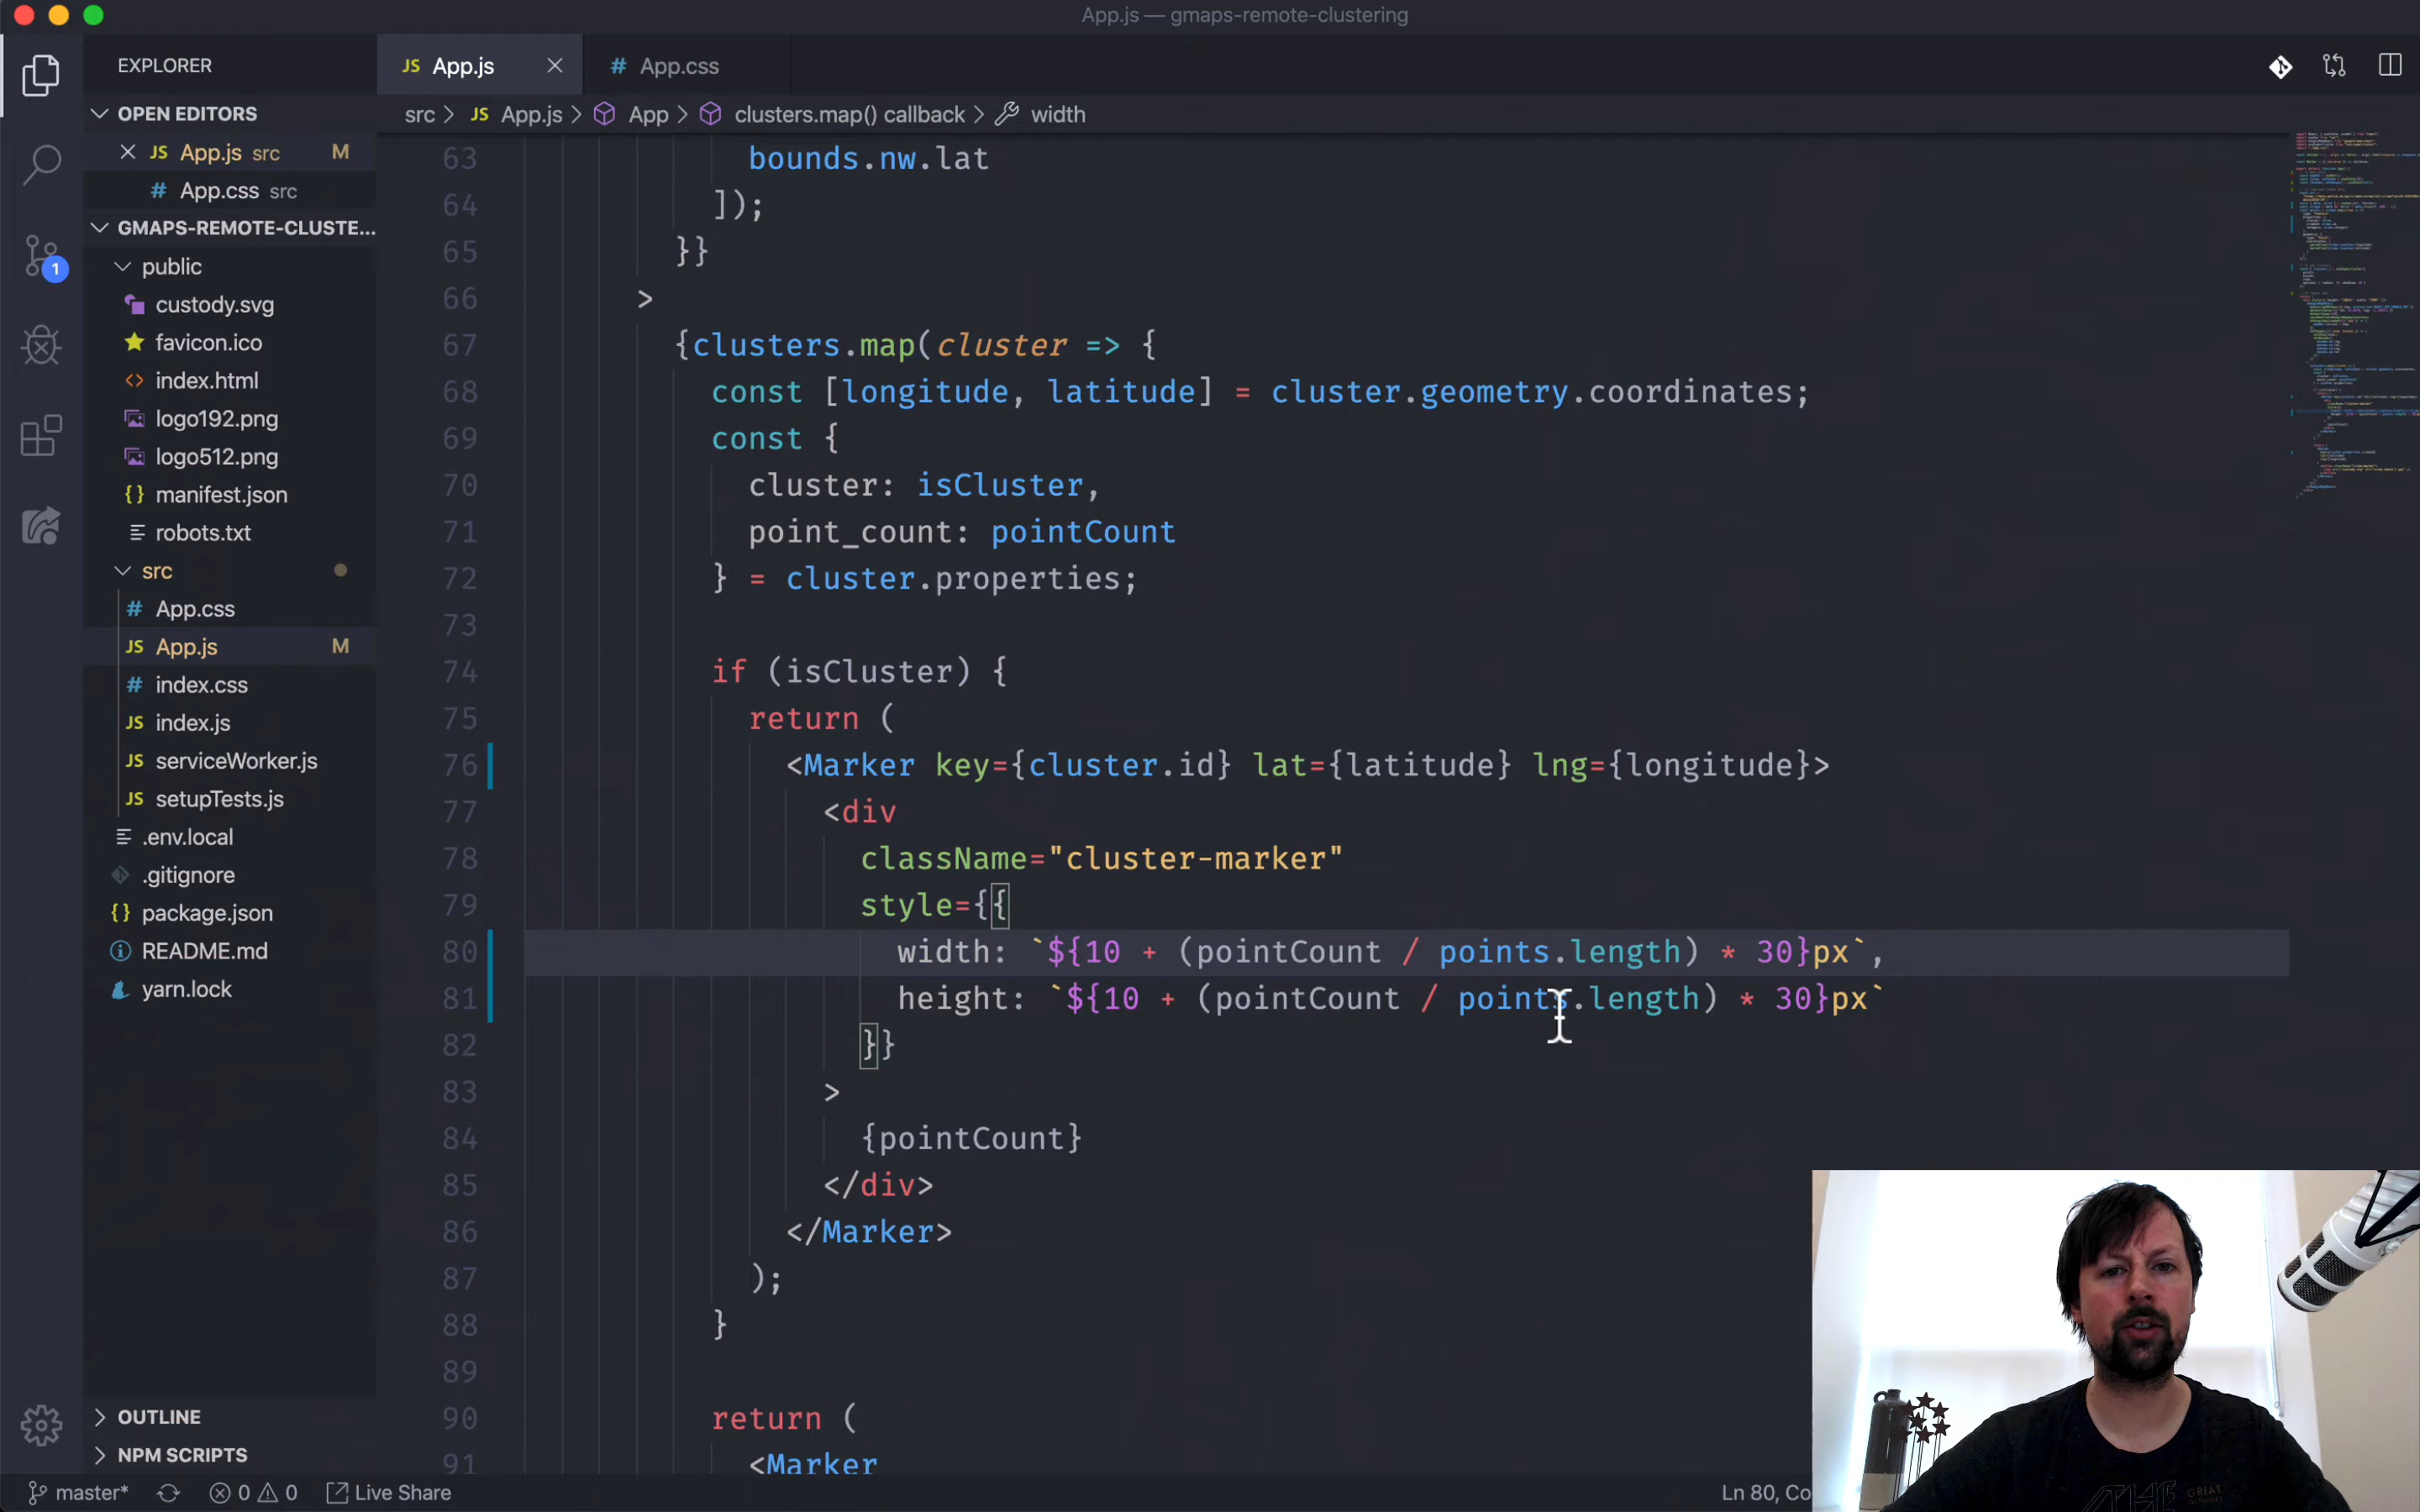 App.js — gmaps-remote-clustering
EXPLORER
JS App.js
# App.css
OPEN EDITORS
JS App.js src M
# App.css src
GMAPS-REMOTE-CLUSTE...
public
custody.svg
favicon.ico
<> index.html
logo192.png
logo512.png
{} manifest.json
robots.txt
src
# App.css
JS App.js M
# index.css
JS index.js
JS serviceWorker.js
JS setupTests.js
.env.local
.gitignore
{} package.json
README.md
yarn.lock
OUTLINE
NPM SCRIPTS
1
src > JS App.js > App > clusters.map() callback > width
63 bounds.nw.lat
64 ]);
65 }}
66 >
67 {clusters.map(cluster => {
68 const [longitude, latitude] = cluster.geometry.coordinates;
69 const {
70 cluster: isCluster,
71 point_count: pointCount
72 } = cluster.properties;
73
74 if (isCluster) {
75 return (
76 <Marker key={cluster.id} lat={latitude} lng={longitude}>
77 <div
78 className="cluster-marker"
79 style={{
80 width: `${10 + (pointCount / points.length) * 30}px`,
81 height: `${10 + (pointCount / points.length) * 30}px`
82 }}
83 >
84 {pointCount}
85 </div>
86 </Marker>
87 );
88 }
89
90 return (
91 <Marker
master* 0 0 Live Share
Ln 80, Co
THE GREAT